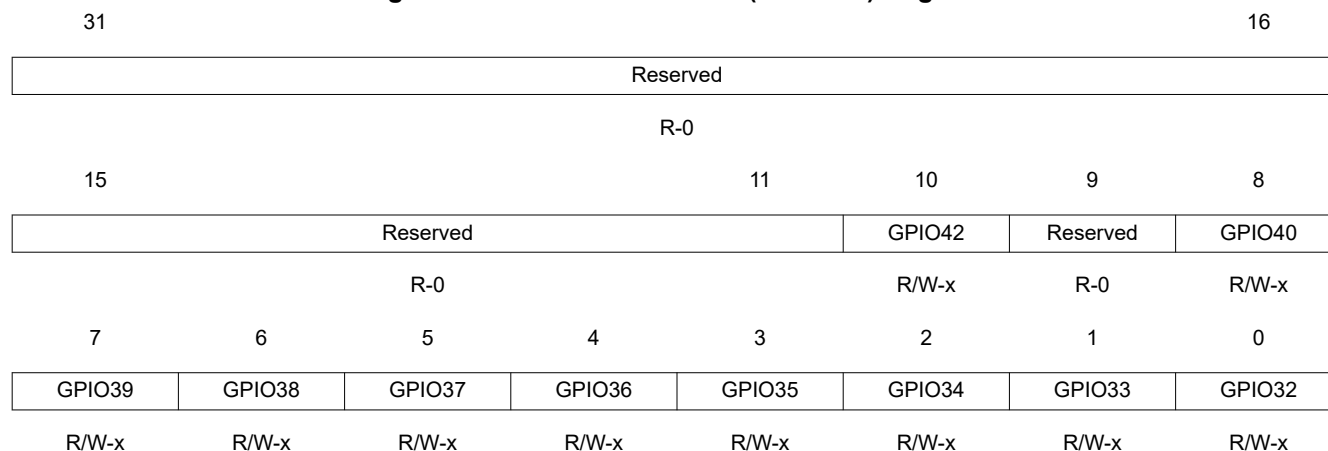 31 16
Reserved
R-0
15 11 10 9 8
Reserved GPIO42 Reserved GPIO40
R-0 R/W-x R-0 R/W-x
7 6 5 4 3 2 1 0
GPIO39 GPIO38 GPIO37 GPIO36 GPIO35 GPIO34 GPIO33 GPIO32
R/W-x R/W-x R/W-x R/W-x R/W-x R/W-x R/W-x R/W-x